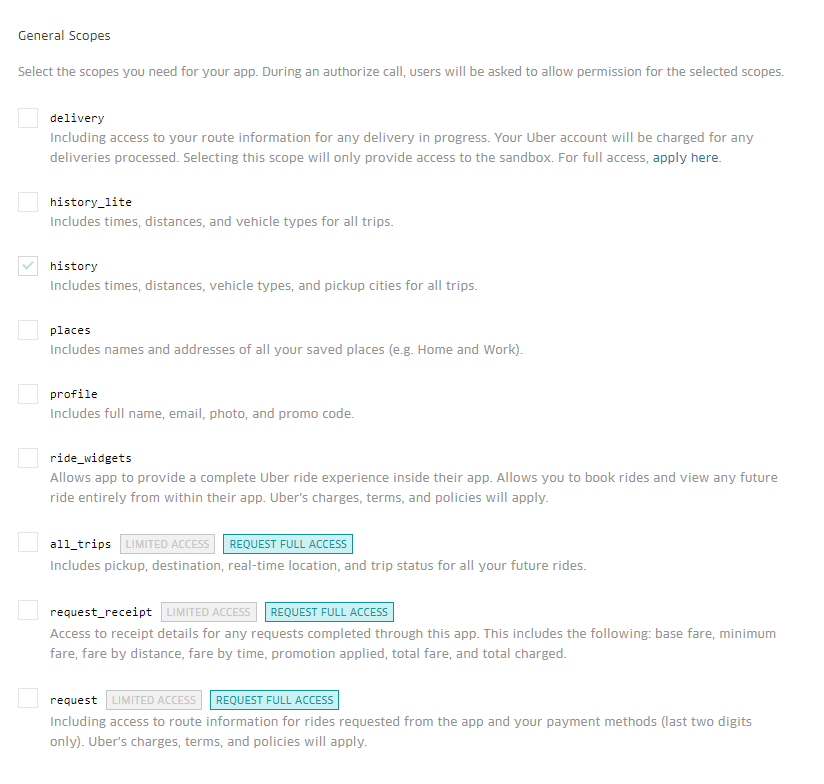 General Scopes
Select the scopes you need for your app. During an authorize call, users will be asked to allow permission for the selected scopes.
delivery
Including access to your route information for any delivery in progress. Your Uber account will be charged for any
deliveries processed. Selecting this scope will only provide access to the sandbox. For full access, apply here.
history_lite
Includes times, distances, and vehicle types for all trips.
history
Includes times, distances, vehicle types, and pickup cities for all trips.
places
Includes names and addresses of all your saved places (e.g. Home and Work).
profile
Includes full name, email, photo, and promo code.
ride_widgets
Allows app to provide a complete Uber ride experience inside their app. Allows you to book rides and view any future
ride entirely from within their app. Uber's charges, terms, and policies will apply.
all_trips LIMITED ACCESS REQUEST FULL ACCESS
Includes pickup, destination, real-time location, and trip status for all your future rides.
request_receipt LIMITED ACCESS REQUEST FULL ACCESS
Access to receipt details for any requests completed through this app. This includes the following: base fare, minimum
fare, fare by distance, fare by time, promotion applied, total fare, and total charged.
request LIMITED ACCESS REQUEST FULL ACCESS
Including access to route information for rides requested from the app and your payment methods (last two digits
only). Uber's charges, terms, and policies will apply.